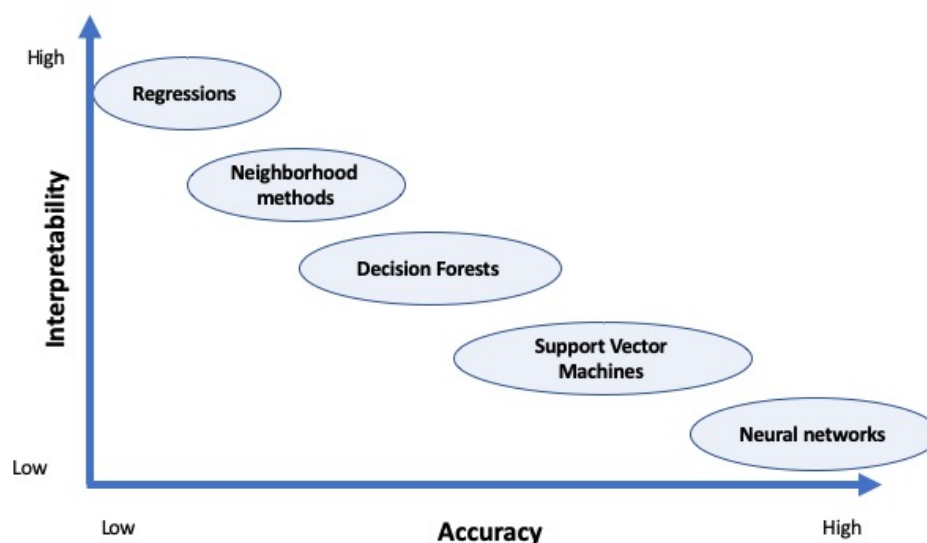 High
Regressions
Neighborhood
methods
Interpretability
Decision Forests
Support Vector
Machines
Neural networks
Low
Low
Accuracy
High